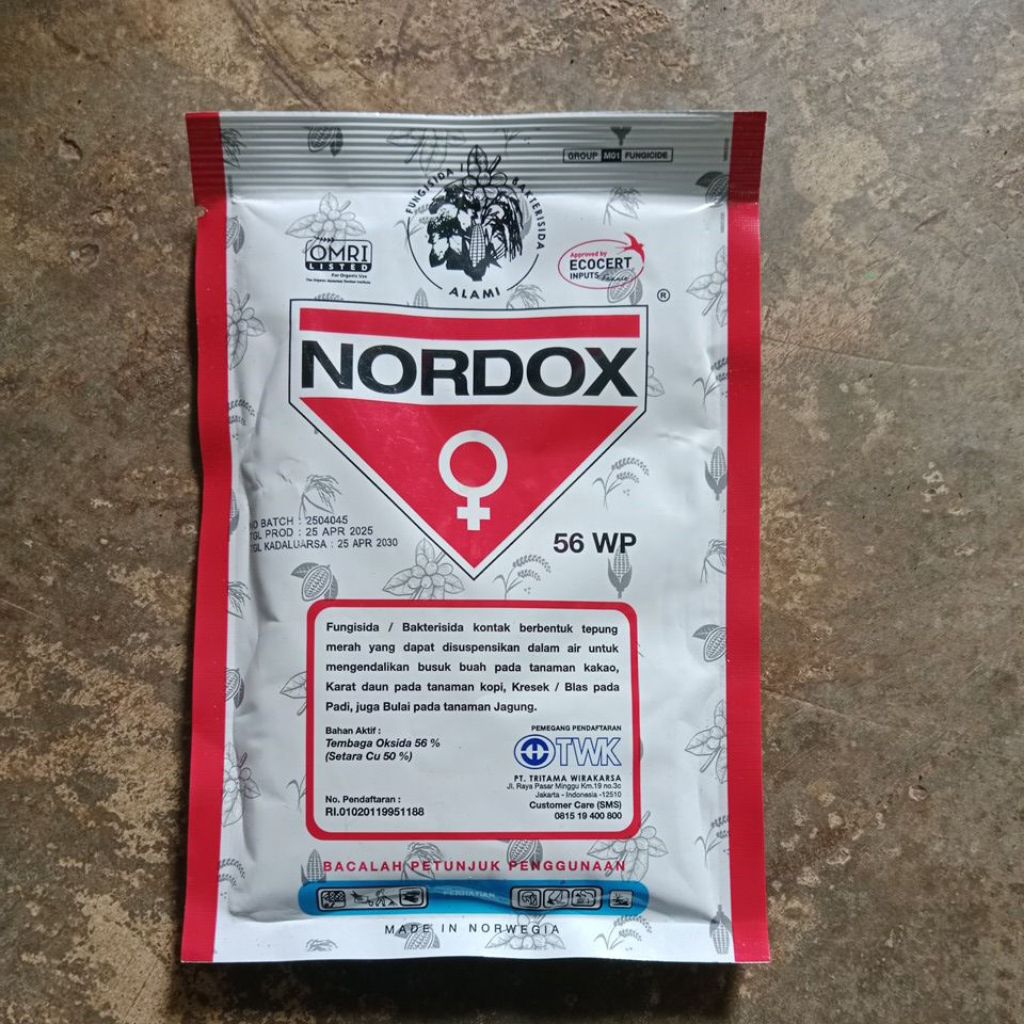 GROUP M01 FUNGICIDE
FUNGISIDA BAKTERISIDA
ALAMI
OMRI
LISTED
For Organic Use
Approved by
ECOCERT
INPUTS
®
NORDOX
NO BATCH : 2504045
TGL PROD : 25 APR 2025
TGL KADALUARSA : 25 APR 2030
56 WP
Fungisida / Bakterisida kontak berbentuk tepung
merah yang dapat disuspensikan dalam air untuk
mengendalikan busuk buah pada tanaman kakao,
Karat daun pada tanaman kopi, Kresek / Blas pada
Padi, juga Bulai pada tanaman Jagung.
Bahan Aktif :
Tembaga Oksida 56 %
(Setara Cu 50 %)
No. Pendaftaran :
RI.01020119951188
PEMEGANG PENDAFTARAN
TWK
PT. TRITAMA WIRAKARSA
Jl. Raya Pasar Minggu Km.19 no.3c
Jakarta - Indonesia -12510
Customer Care (SMS)
0815 19 400 800
BACALAH PETUNJUK PENGGUNAAN
PERHATIAN
MADE IN NORWEGIA